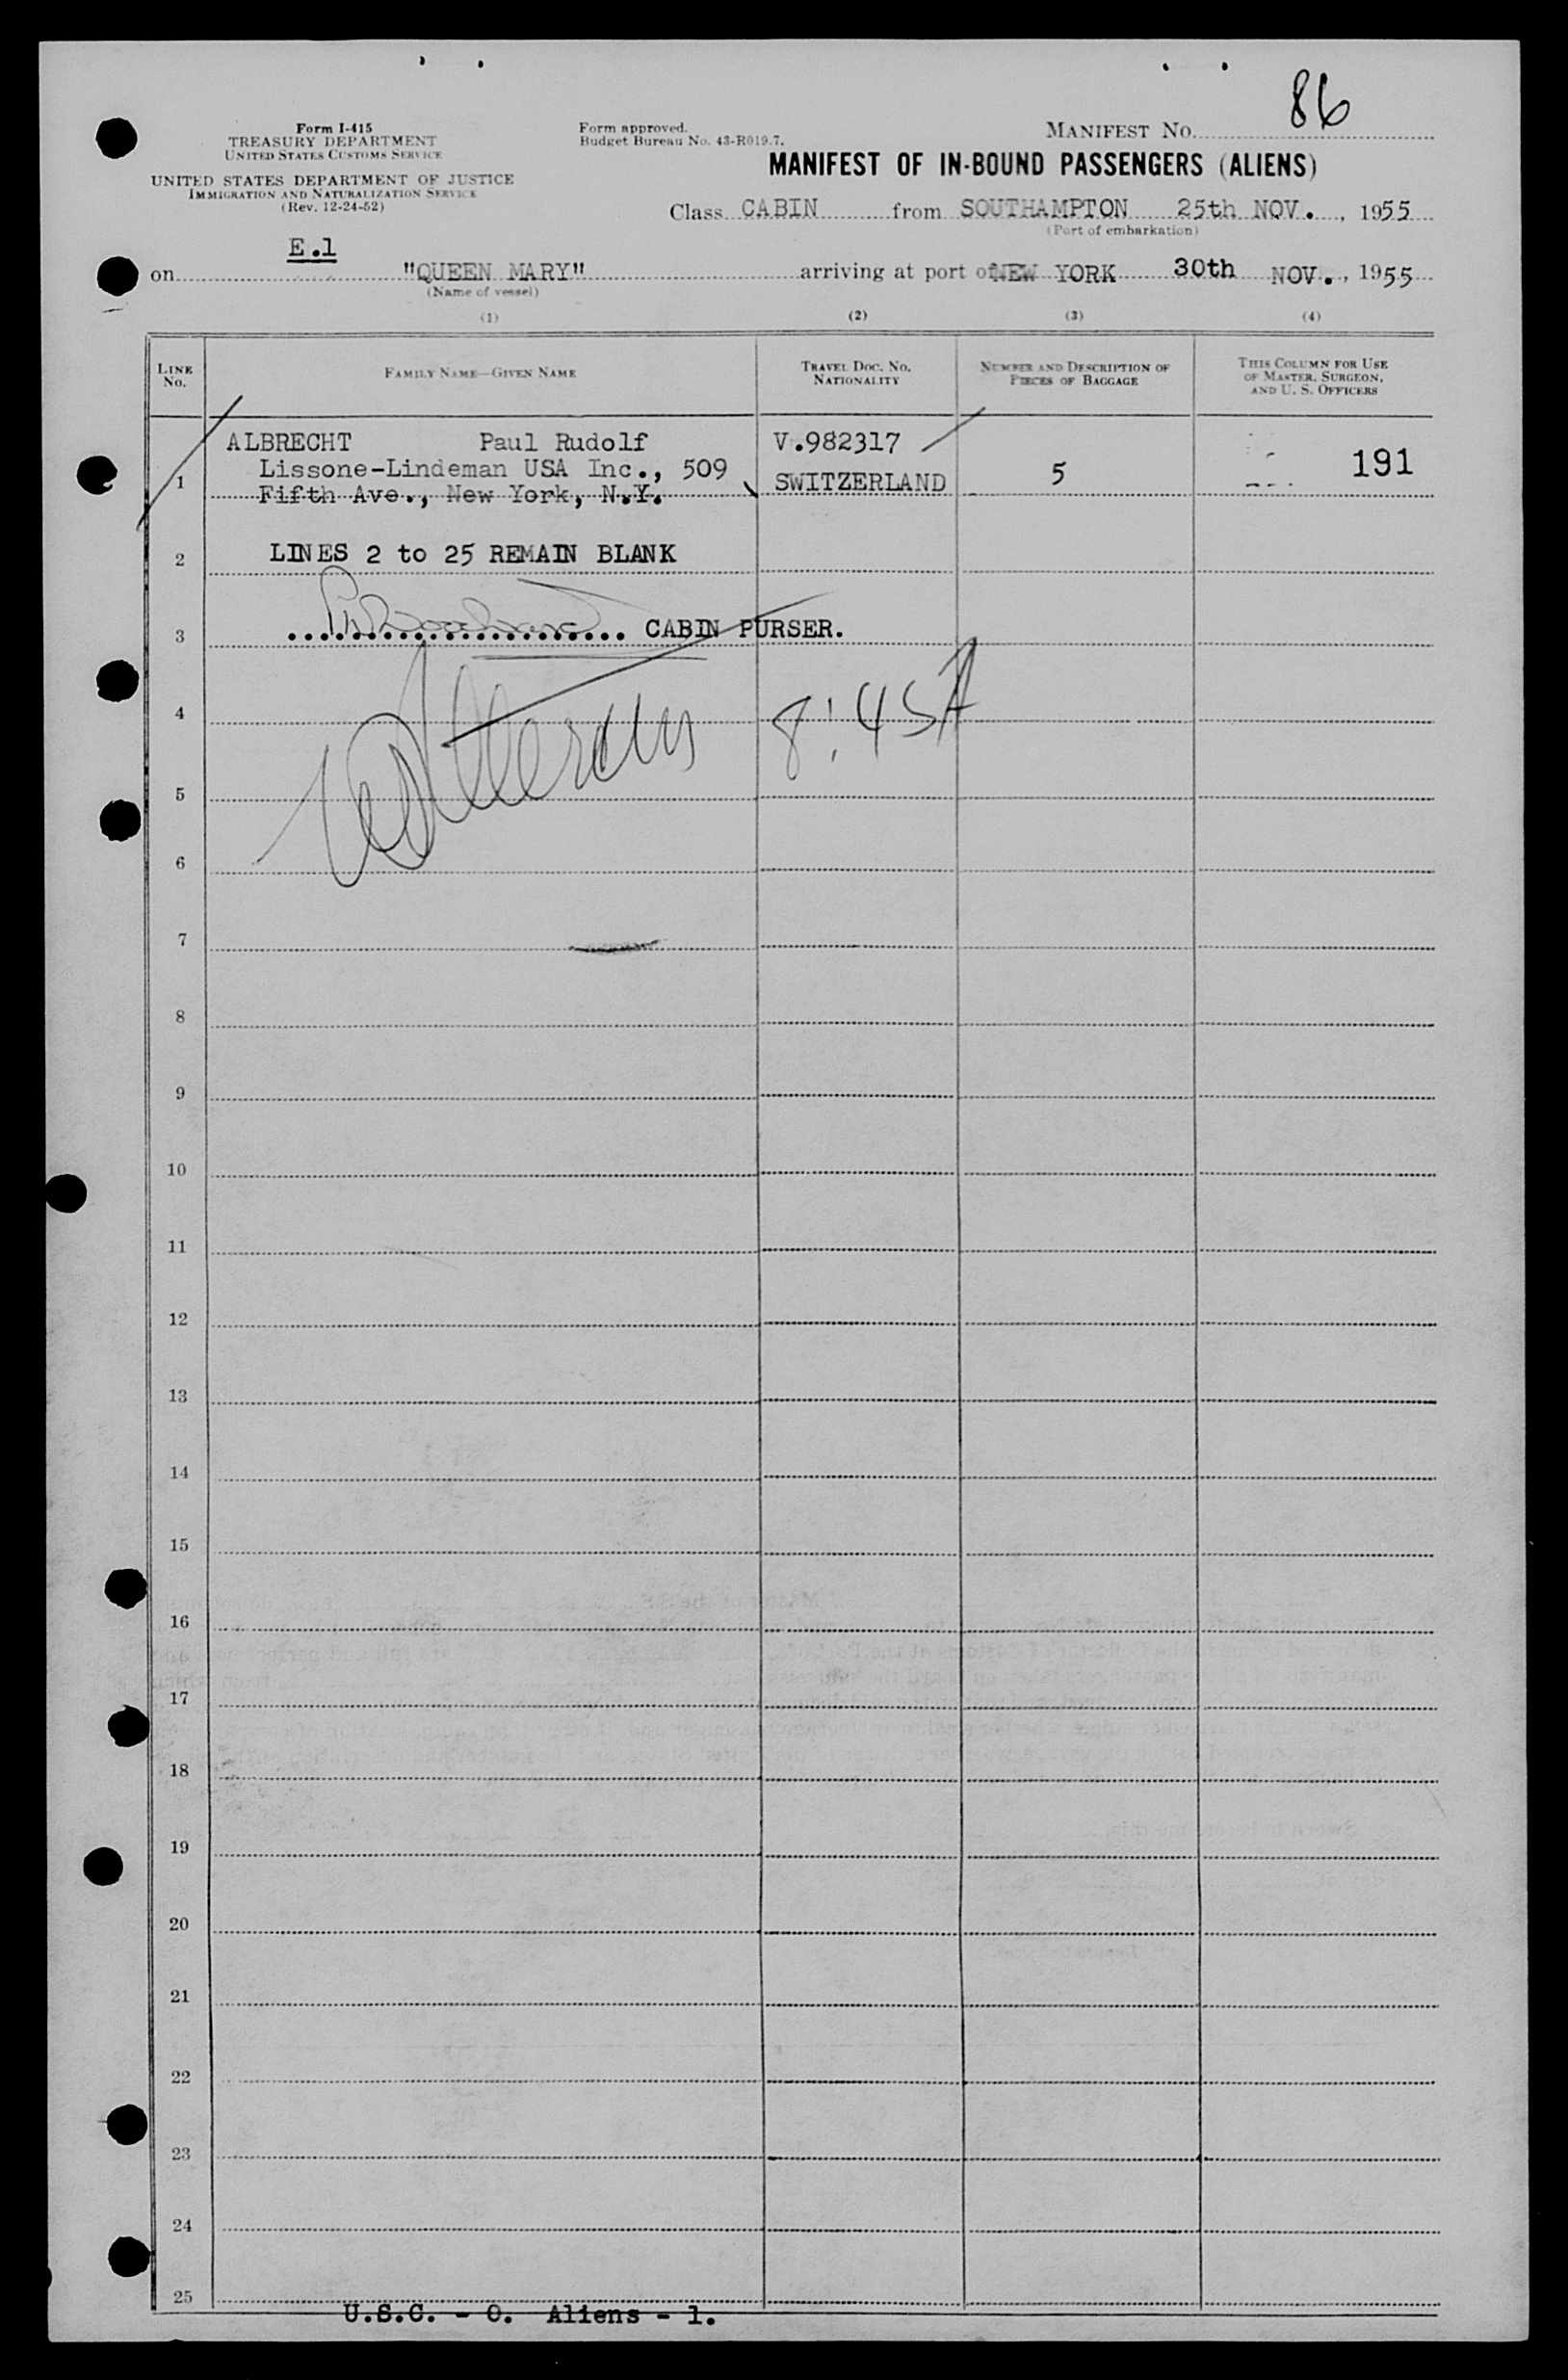 86
Form I-415
TREASURY DEPARTMENT
UNITED STATES CUSTOMS SERVICE
UNITED STATES DEPARTMENT OF JUSTICE
IMMIGRATION AND NATURALIZATION SERVICE
(Rev. 12-24-52)
Form approved.
Budget Bureau No. 43-R019.7.
MANIFEST NO.
MANIFEST OF IN-BOUND PASSENGERS (ALIENS)
Class CABIN from SOUTHAMPTON 25th NOV., 1955
(Port of embarkation)
E.1
on "QUEEN MARY" arriving at port of NEW YORK 30th NOV., 1955
(Name of vessel)
(1) (2) (3) (4)
LINE NO.
FAMILY NAME—GIVEN NAME
TRAVEL DOC. NO. NATIONALITY
NUMBER AND DESCRIPTION OF PIECES OF BAGGAGE
THIS COLUMN FOR USE OF MASTER, SURGEON, AND U. S. OFFICERS
ALBRECHT Paul Rudolf V.982317
Lissone-Lindeman USA Inc., 509
1 Fifth Ave., New York, N.Y. SWITZERLAND 5 191
2 LINES 2 to 25 REMAIN BLANK
3 CABIN PURSER.
4 8:45A
5
6
7
8
9
10
11
12
13
14
15
16
17
18
19
20
21
22
23
24
25
U.S.C. - 0. Aliens - 1.